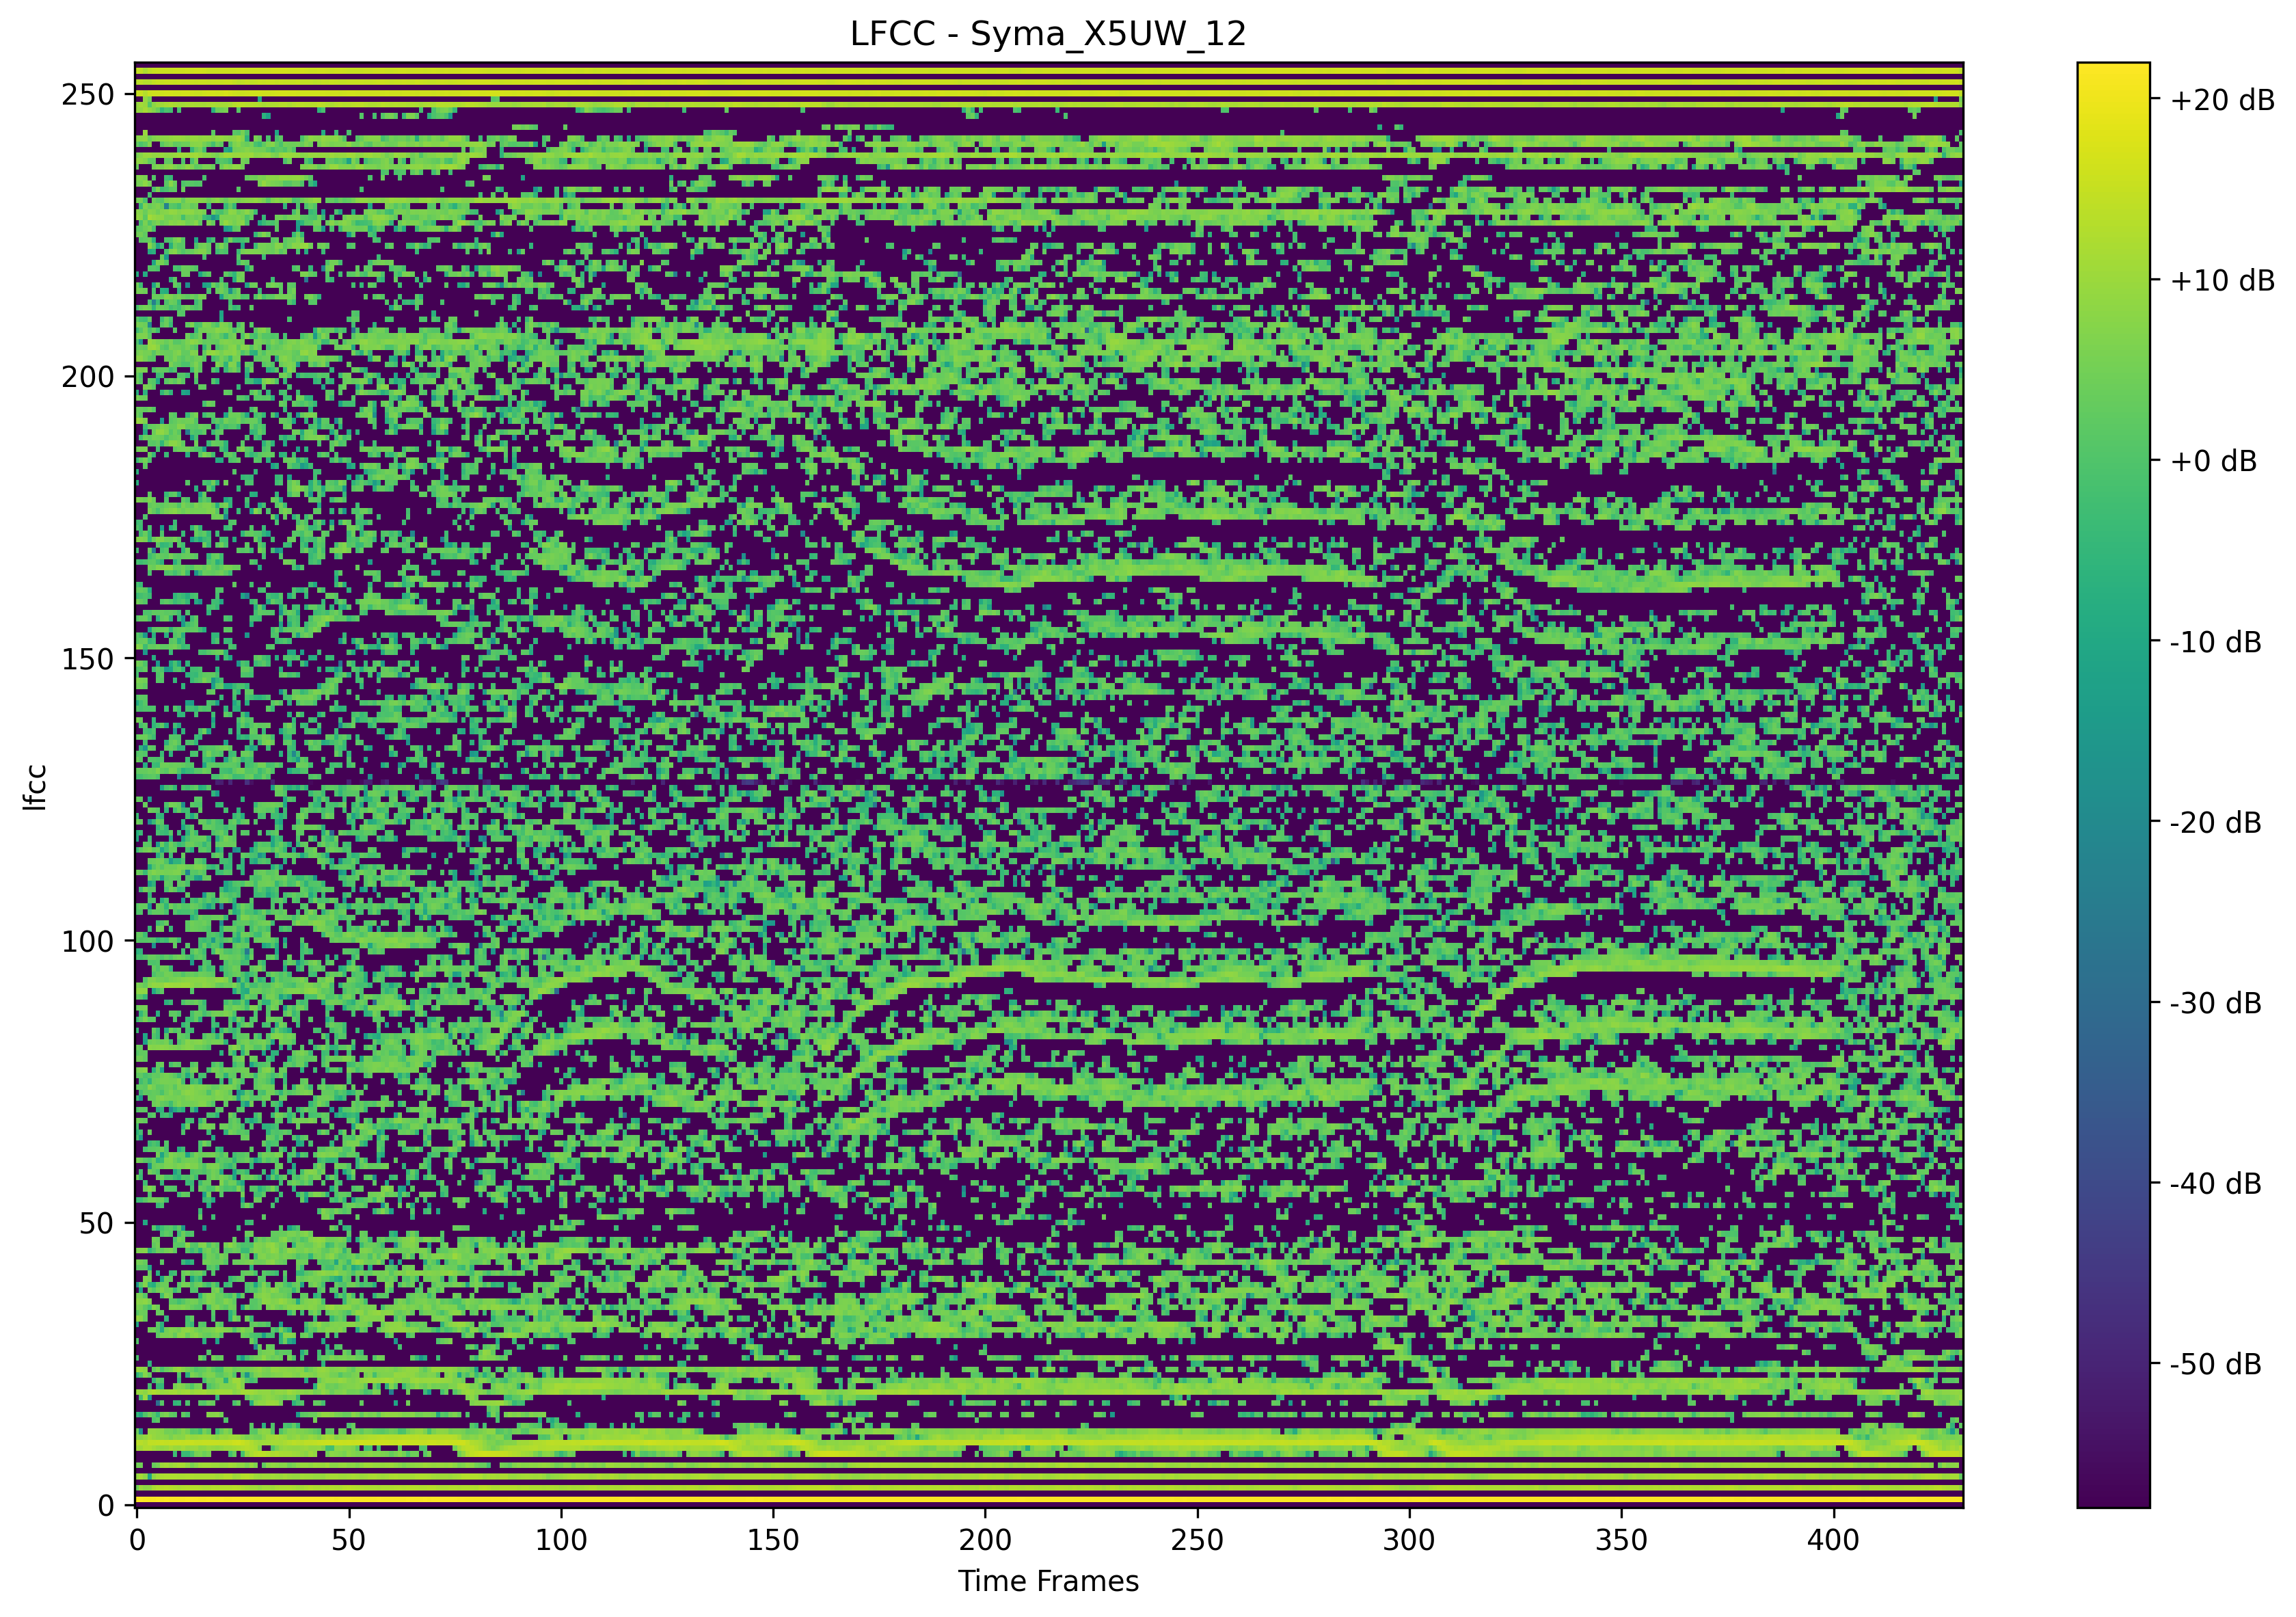 LFCC - Syma_X5UW_12
250
200
150
100
50
0
lfcc
0 50 100 150 200 250 300 350 400
Time Frames
+20 dB
+10 dB
+0 dB
-10 dB
-20 dB
-30 dB
-40 dB
-50 dB